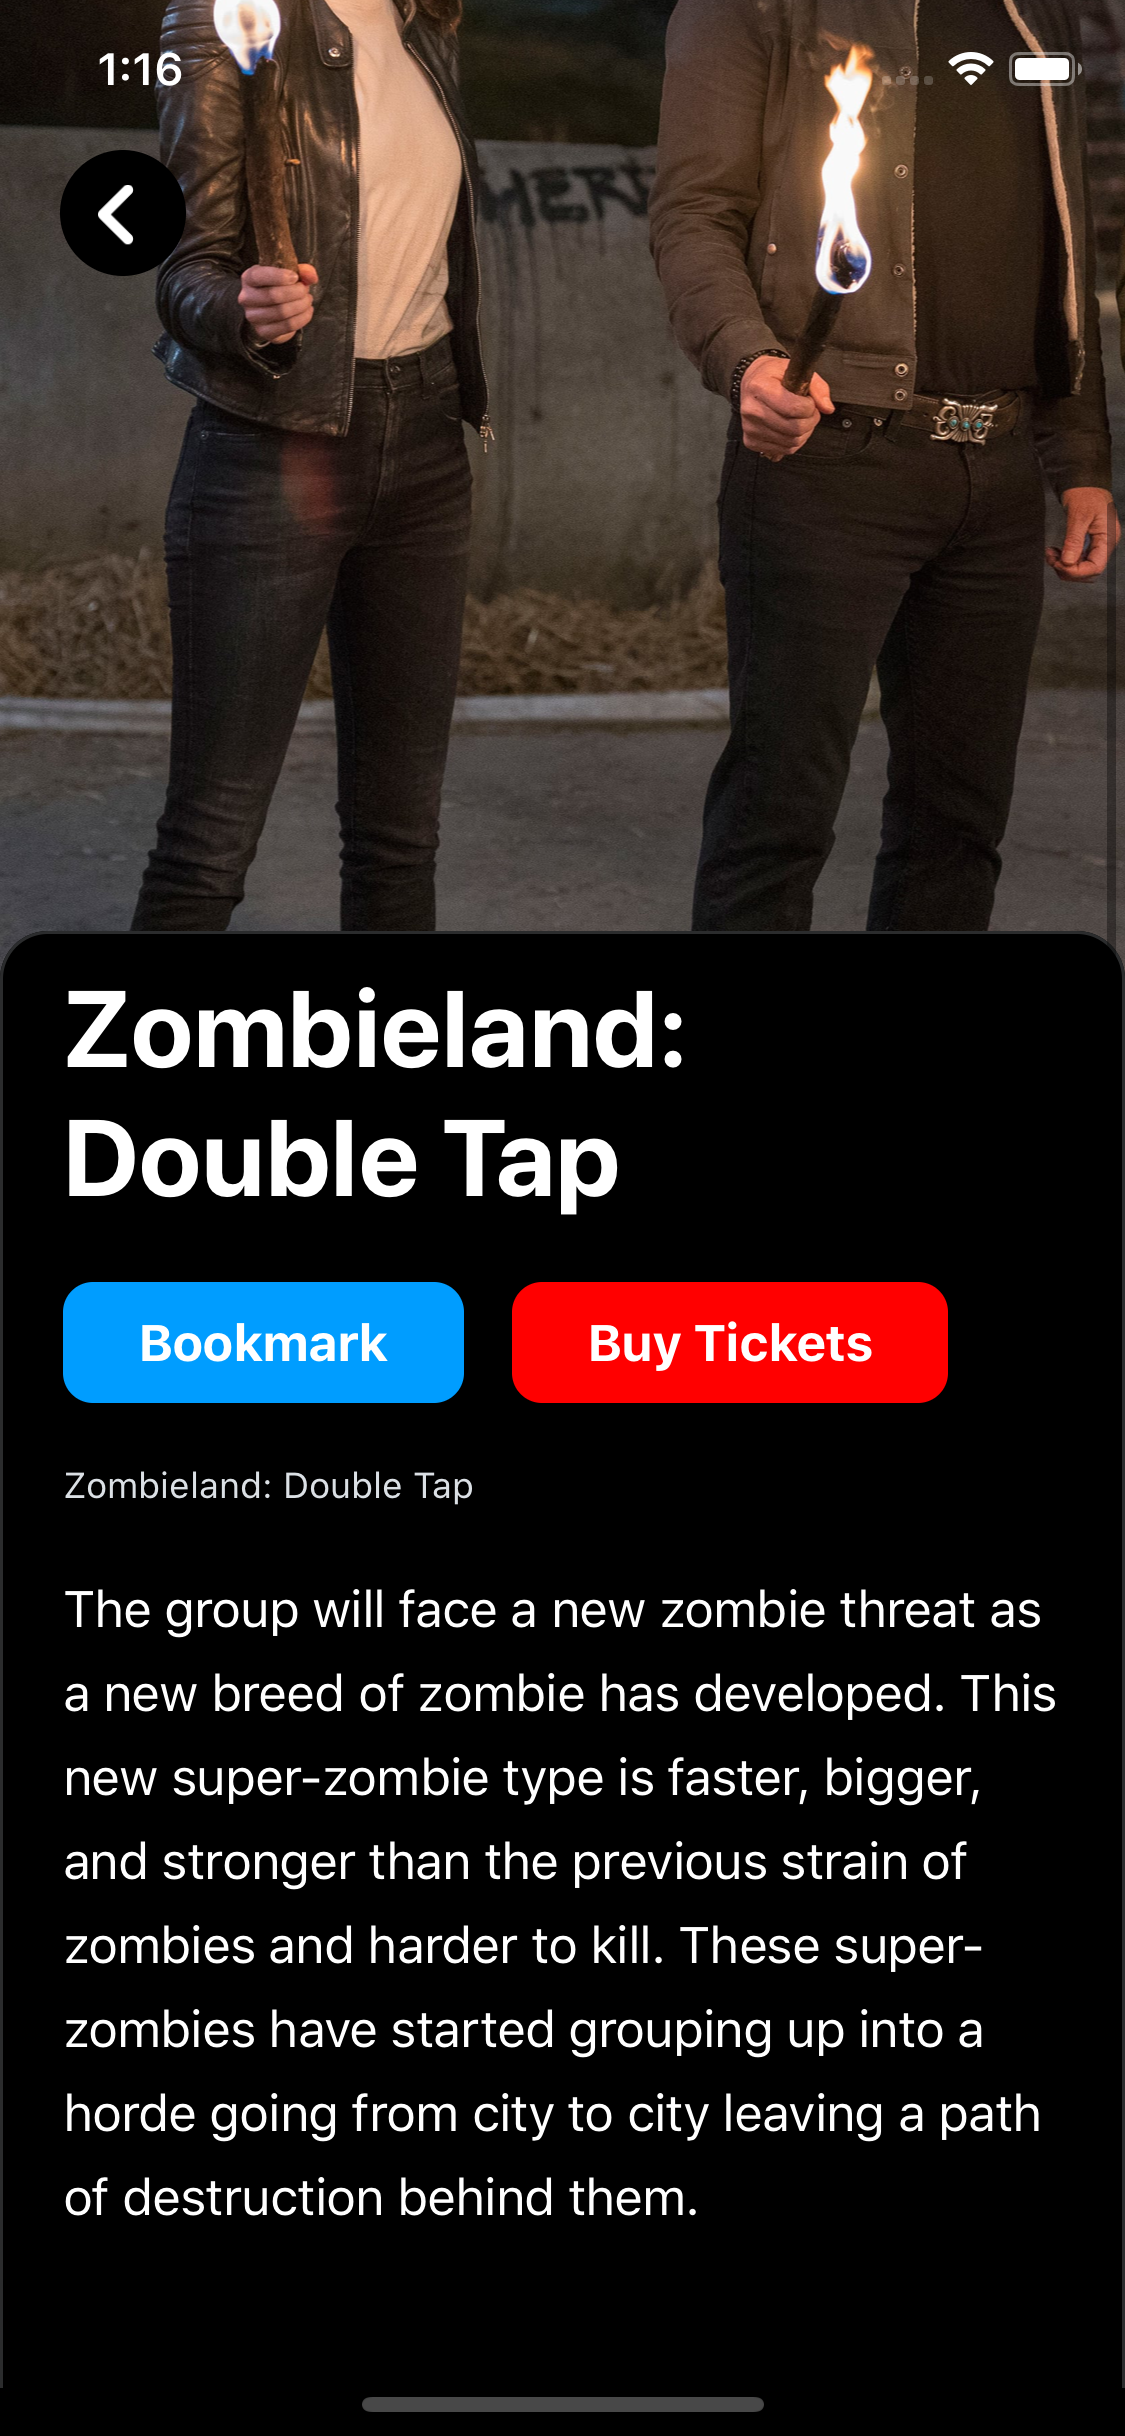 1:16
Zombieland:
Double Tap
Bookmark
Buy Tickets
Zombieland: Double Tap
The group will face a new zombie threat as
a new breed of zombie has developed. This
new super-zombie type is faster, bigger,
and stronger than the previous strain of
zombies and harder to kill. These super-
zombies have started grouping up into a
horde going from city to city leaving a path
of destruction behind them.